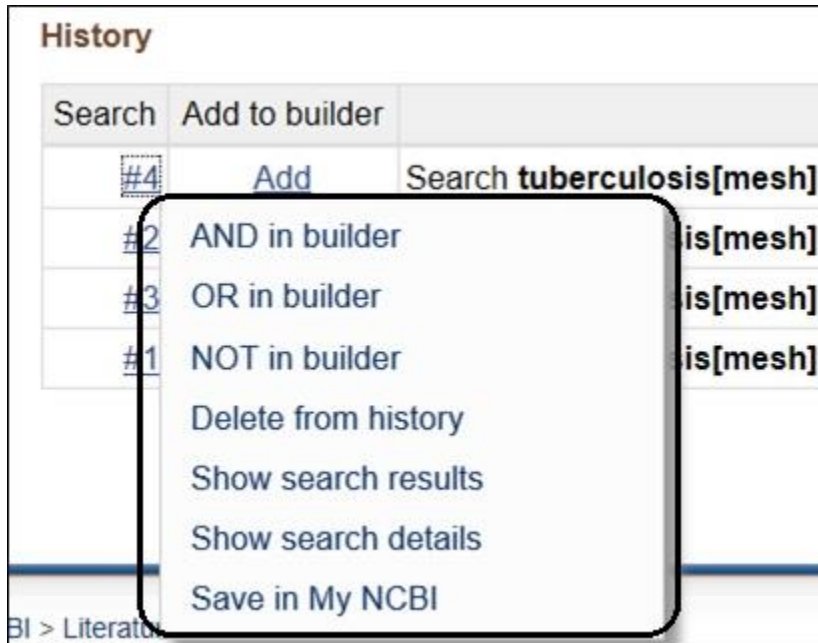 History
Search Add to builder
#4 Add Search tuberculosis[mesh]
#2 is[mesh]
AND in builder
#3 is[mesh]
OR in builder
#1 is[mesh]
NOT in builder
Delete from history
Show search results
Show search details
Save in My NCBI
BI > Literatu